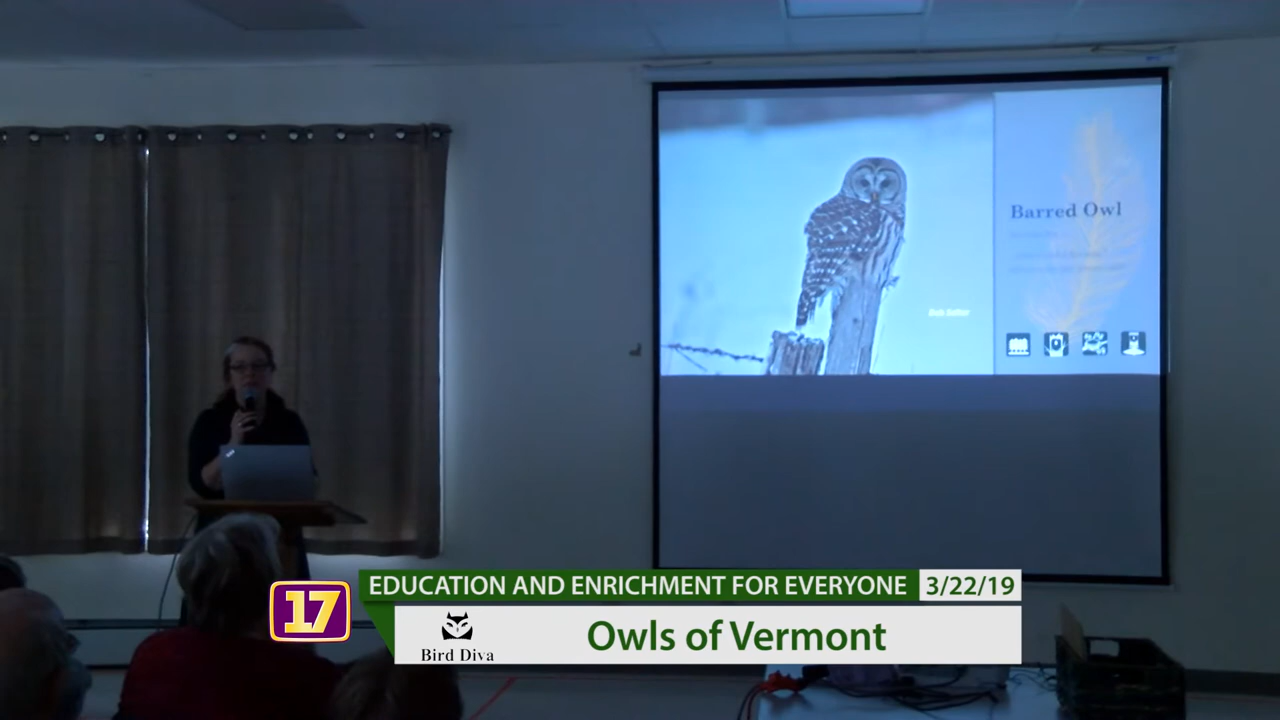 Barred Owl
17
EDUCATION AND ENRICHMENT FOR EVERYONE 3/22/19
Bird Diva
Owls of Vermont